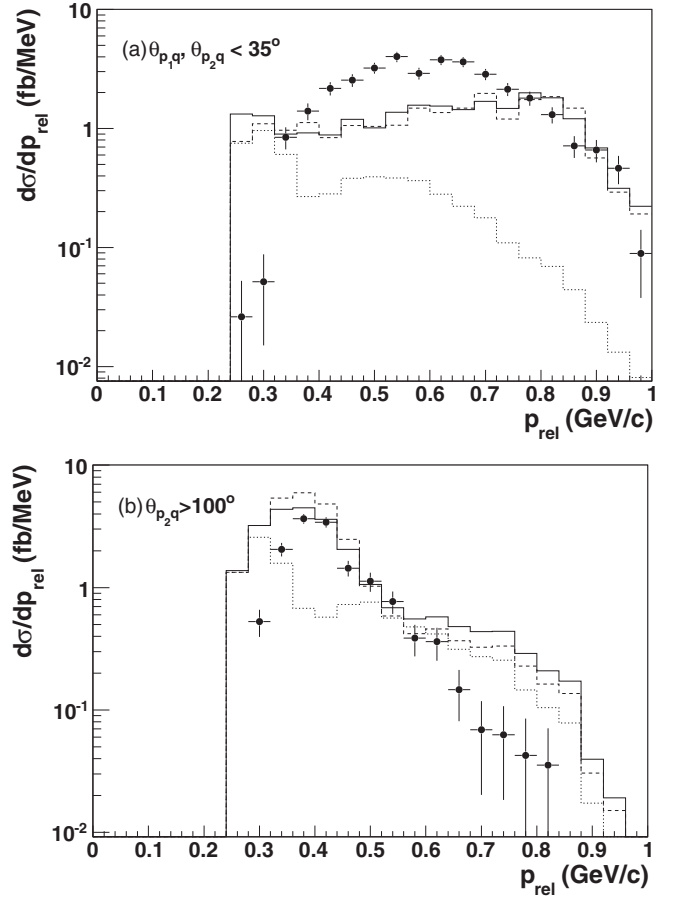 10
(a) θp1q, θp2q < 35°
dσ/dprel (fb/MeV)
1
10-1
10-2
0 0.1 0.2 0.3 0.4 0.5 0.6 0.7 0.8 0.9 1
prel (GeV/c)
10
(b) θp2q>100°
dσ/dprel (fb/MeV)
1
10-1
10-2
0 0.1 0.2 0.3 0.4 0.5 0.6 0.7 0.8 0.9 1
prel (GeV/c)